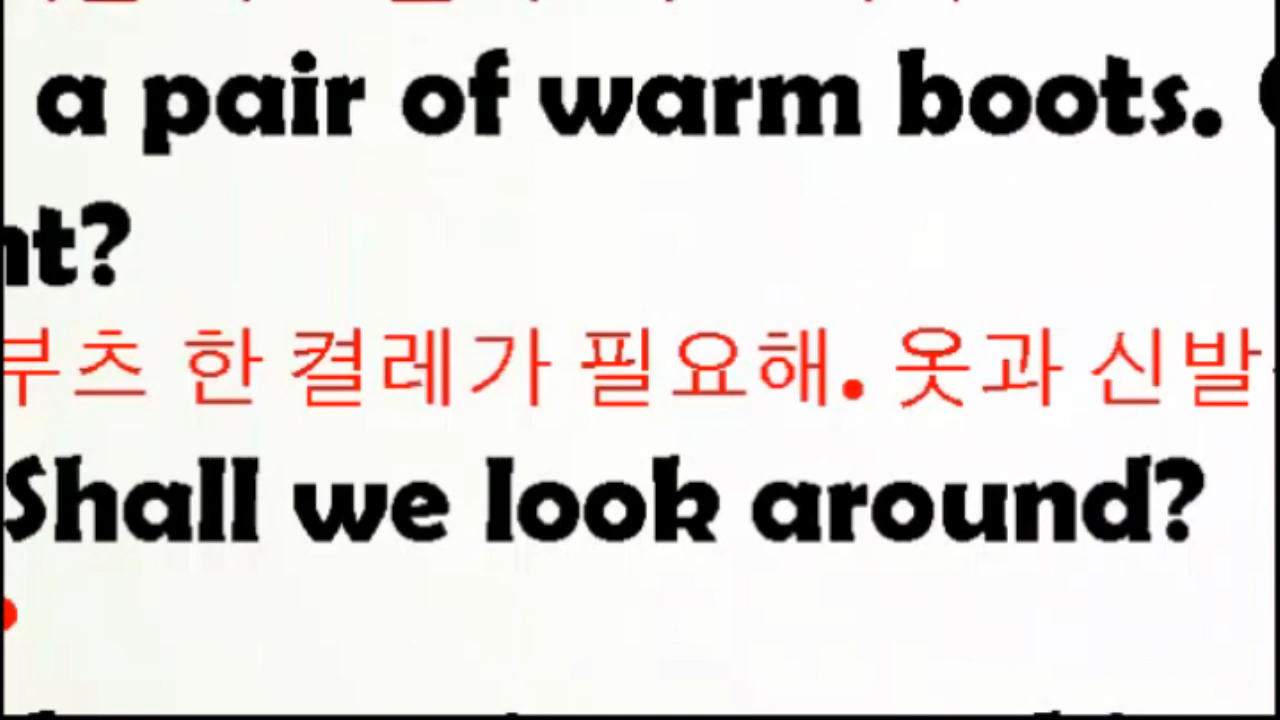 a pair of warm boots.
nt?
부츠 한 켤레가 필요해. 옷과 신발
Shall we look around?